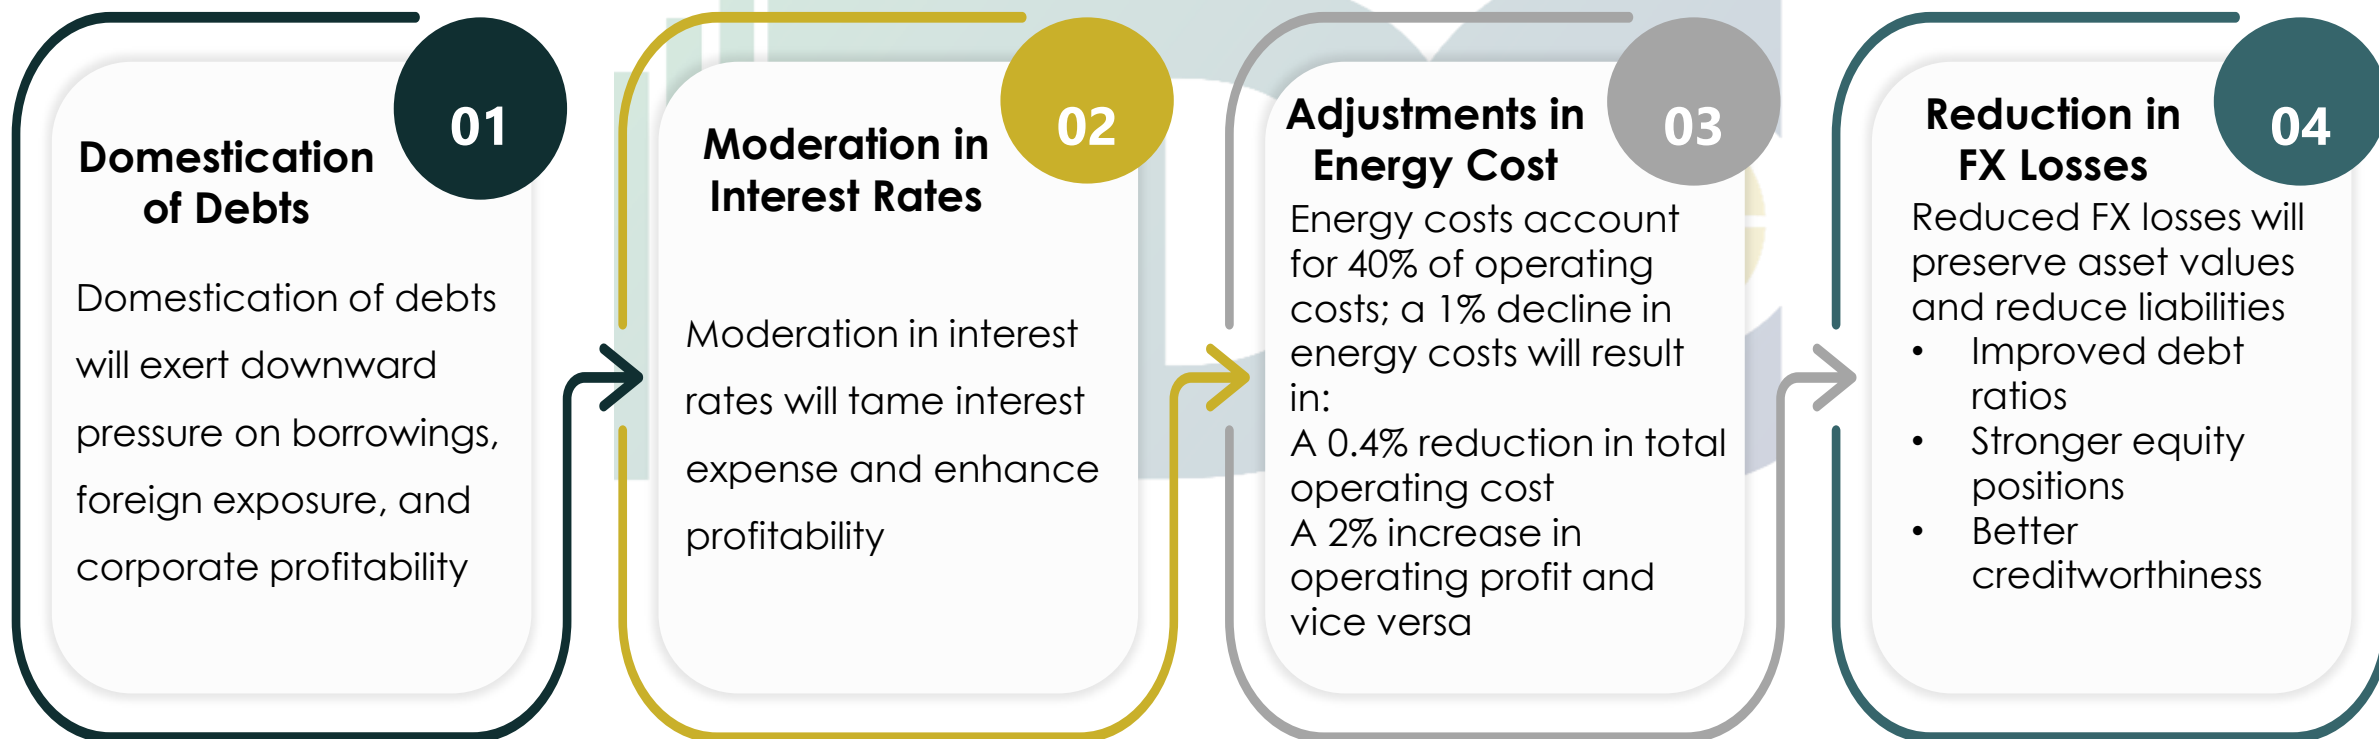 01
Domestication
of Debts
Domestication of debts
will exert downward
pressure on borrowings,
foreign exposure, and
corporate profitability
02
Moderation in
Interest Rates
Moderation in interest
rates will tame interest
expense and enhance
profitability
03
Adjustments in
Energy Cost
Energy costs account
for 40% of operating
costs; a 1% decline in
energy costs will result
in:
A 0.4% reduction in total
operating cost
A 2% increase in
operating profit and
vice versa
04
Reduction in
FX Losses
Reduced FX losses will
preserve asset values
and reduce liabilities
• Improved debt
ratios
• Stronger equity
positions
• Better
creditworthiness